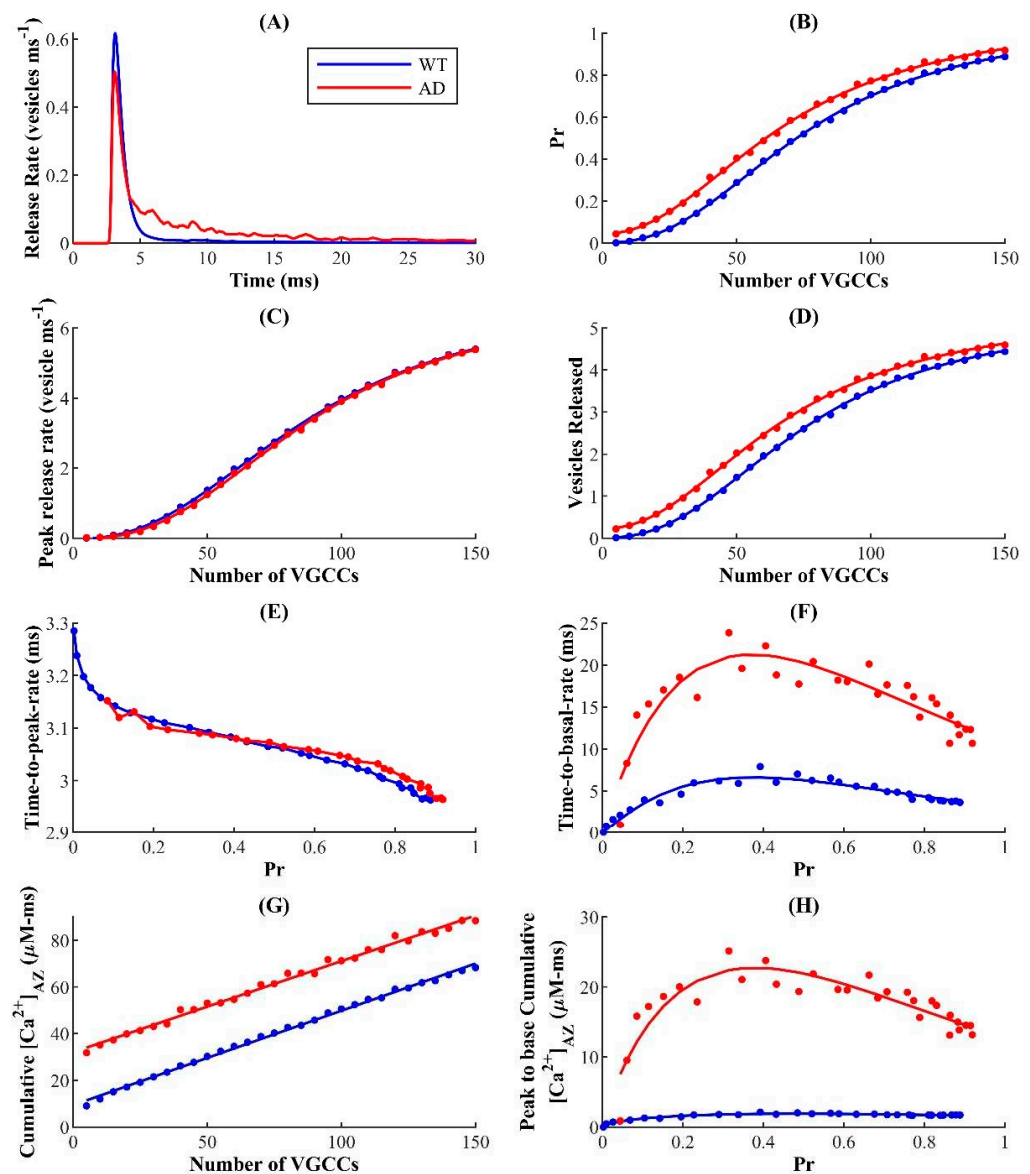 (A)
Release Rate (vesicles ms-1)
0.6
0.4
0.2
0
WT
AD
5
10
15
20
25
30
Time (ms)
(B)
Pr
1
0.8
0.6
0.4
0.2
0
0
50
100
150
Number of VGCCs
(C)
Peak release rate (vesicle ms-1)
6
4
2
0
0
50
100
150
Number of VGCCs
(D)
Vesicles Released
5
4
3
2
1
0
0
50
100
150
Number of VGCCs
(E)
Time-to-peak-rate (ms)
3.3
3.2
3.1
3
2.9
0
0.2
0.4
0.6
0.8
1
Pr
(F)
Time-to-basal-rate (ms)
25
20
15
10
5
0
0
0.2
0.4
0.6
0.8
1
Pr
(G)
Cumulative [Ca2+]AZ (μM-ms)
80
60
40
20
0
0
50
100
150
Number of VGCCs
(H)
Peak to base Cumulative
[Ca2+]AZ (μM-ms)
30
20
10
0
0
0.2
0.4
0.6
0.8
1
Pr